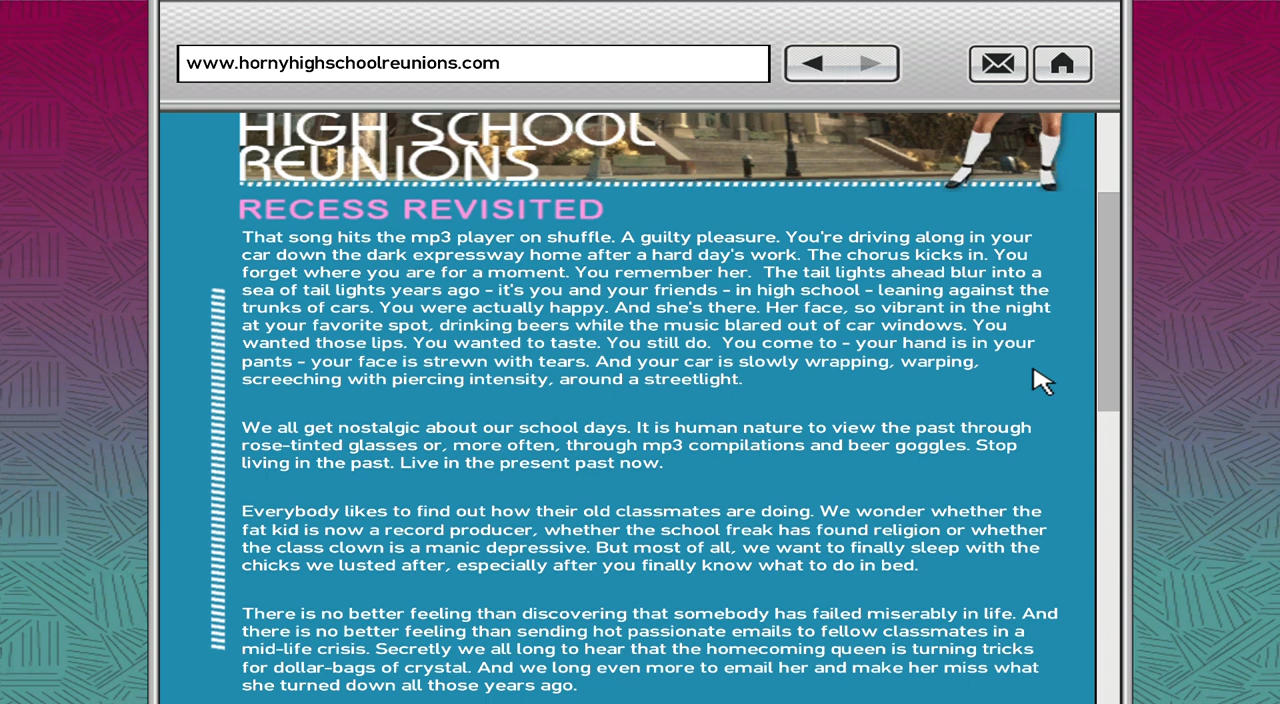 www.hornyhighschoolreunions.com
HIGH SCHOOL
REUNIONS
RECESS REVISITED
That song hits the mp3 player on shuffle. A guilty pleasure. You're driving along in your
car down the dark expressway home after a hard day's work. The chorus kicks in. You
forget where you are for a moment. You remember her.  The tail lights ahead blur into a
sea of tail lights years ago - it's you and your friends - in high school - leaning against the
trunks of cars. You were actually happy. And she's there. Her face, so vibrant in the night
at your favorite spot, drinking beers while the music blared out of car windows. You
wanted those lips. You wanted to taste. You still do.  You come to - your hand is in your
pants - your face is strewn with tears. And your car is slowly wrapping, warping,
screeching with piercing intensity, around a streetlight.
We all get nostalgic about our school days. It is human nature to view the past through
rose-tinted glasses or, more often, through mp3 compilations and beer goggles. Stop
living in the past. Live in the present past now.
Everybody likes to find out how their old classmates are doing. We wonder whether the
fat kid is now a record producer, whether the school freak has found religion or whether
the class clown is a manic depressive. But most of all, we want to finally sleep with the
chicks we lusted after, especially after you finally know what to do in bed.
There is no better feeling than discovering that somebody has failed miserably in life. And
there is no better feeling than sending hot passionate emails to fellow classmates in a
mid-life crisis. Secretly we all long to hear that the homecoming queen is turning tricks
for dollar-bags of crystal. And we long even more to email her and make her miss what
she turned down all those years ago.